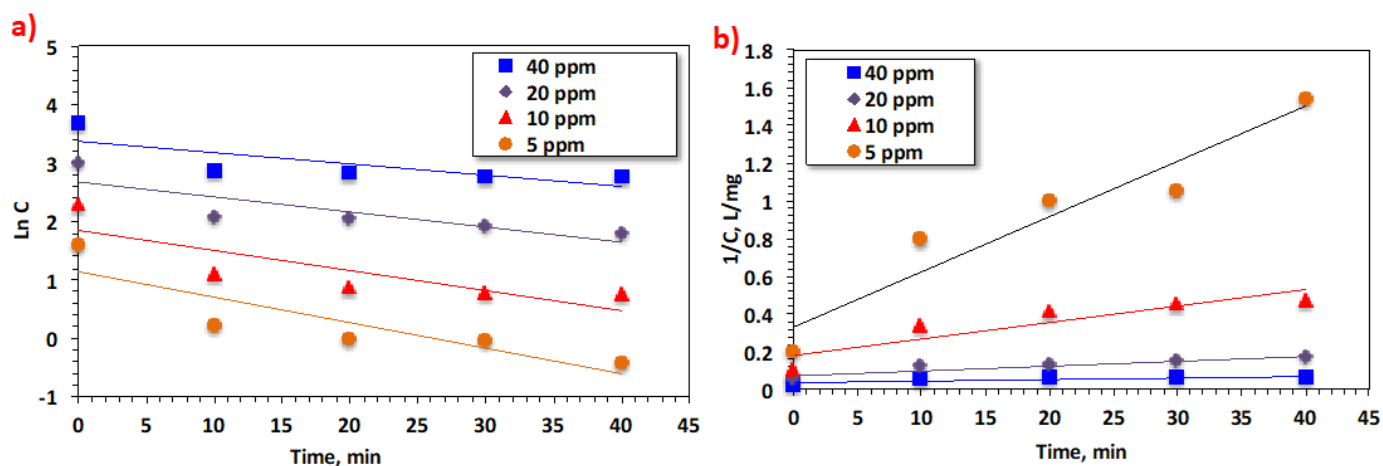 a)
5
4
3
2
1
0
-1
Ln C
40 ppm
20 ppm
10 ppm
5 ppm
0 5 10 15 20 25 30 35 40 45
Time, min
b)
1.8
1.6
1.4
1.2
1
0.8
0.6
0.4
0.2
0
1/C, L/mg
40 ppm
20 ppm
10 ppm
5 ppm
0 5 10 15 20 25 30 35 40 45
Time, min